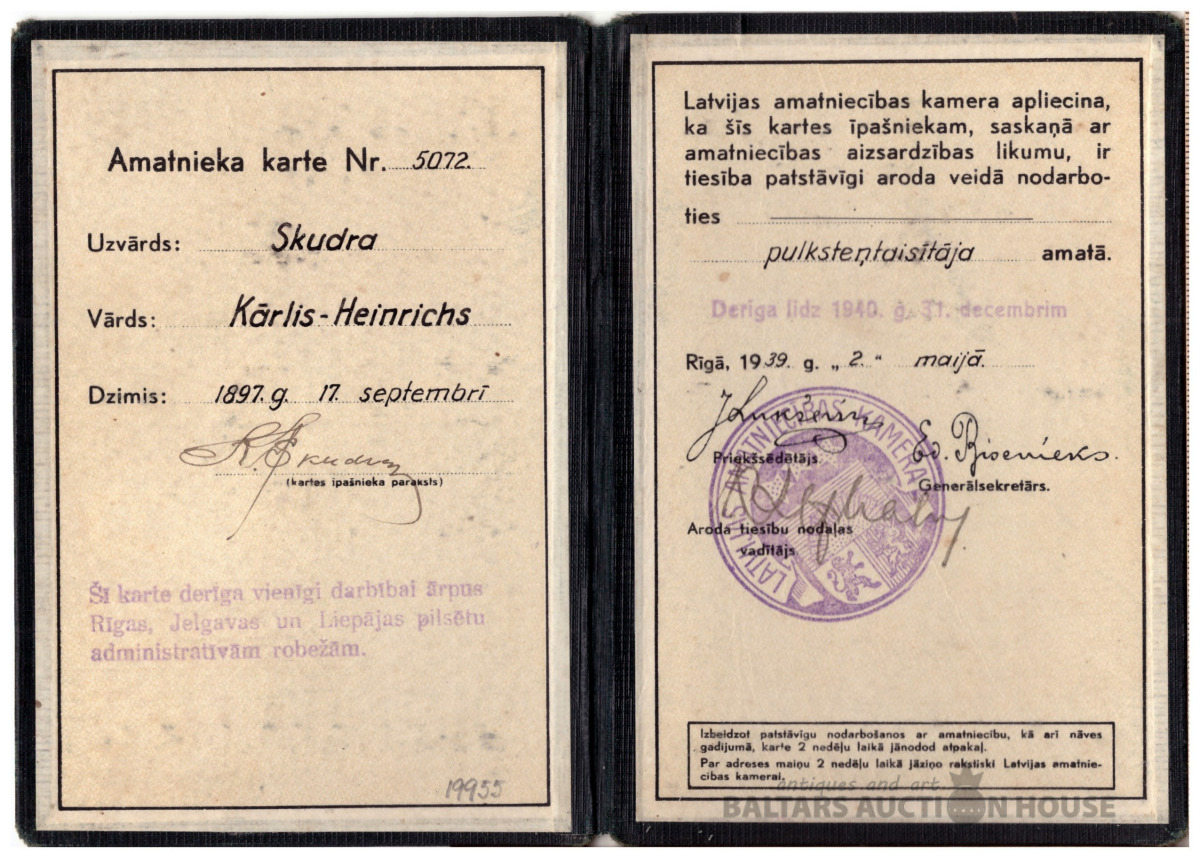 Amatnieka karte Nr. 5072.
Uzvārds: Skudra
Vārds: Kārlis-Heinrichs
Dzimis: 1897. g. 17. septembrī
K. Skudra
(kartes īpašnieka paraksts)
Šī karte derīga vienīgi darbībai ārpus
Rīgas, Jelgavas un Liepājas pilsētu
administratīvām robežām.
19955
Latvijas amatniecības kamera apliecina,
ka šīs kartes īpašniekam, saskaņā ar
amatniecības aizsardzības likumu, ir
tiesība patstāvīgi aroda veidā nodarbo-
ties
pulksteņtaisītāja amatā.
Derīga līdz 1940. g. 31. decembrim
Rīgā, 1939. g. „2.“ maijā.
Priekšsēdētājs.
Ģenerālsekretārs.
Aroda tiesību nodaļas
vadītājs
LATVIJAS AMATNIECĪBAS KAMERA
Izbeidzot patstāvīgu nodarbošanos ar amatniecību, kā arī nāves
gadījumā, karte 2 nedēļu laikā jānodod atpakaļ.
Par adreses maiņu 2 nedēļu laikā jāziņo rakstiski Latvijas amatnie-
cības kamerai.
antiques and art
BALTARS AUCTION HOUSE